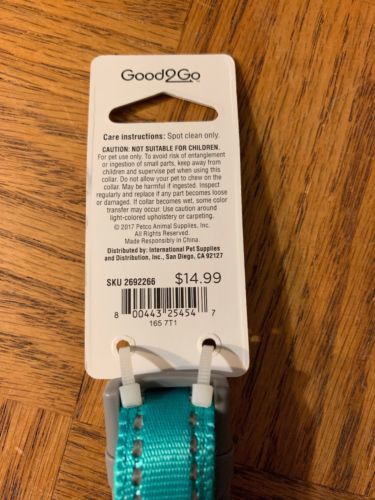 Good2Go
Care instructions: Spot clean only.
CAUTION: NOT SUITABLE FOR CHILDREN.
For pet use only. To avoid risk of entanglement
or ingestion of small parts, keep away from
children and supervise pet when using this
collar. Do not allow your pet to chew on the
collar. May be harmful if ingested. Inspect
regularly and replace if any part becomes loose
or damaged. If collar becomes wet, some color
transfer may occur. Use caution around
light-colored upholstery or carpeting.
© 2017 Petco Animal Supplies, Inc.
All Rights Reserved.
Made Responsibly in China.
Distributed by: International Pet Supplies
and Distribution, Inc., San Diego, CA 92127
SKU 2692266 $14.99
8 00443 25454 7
165 7T1